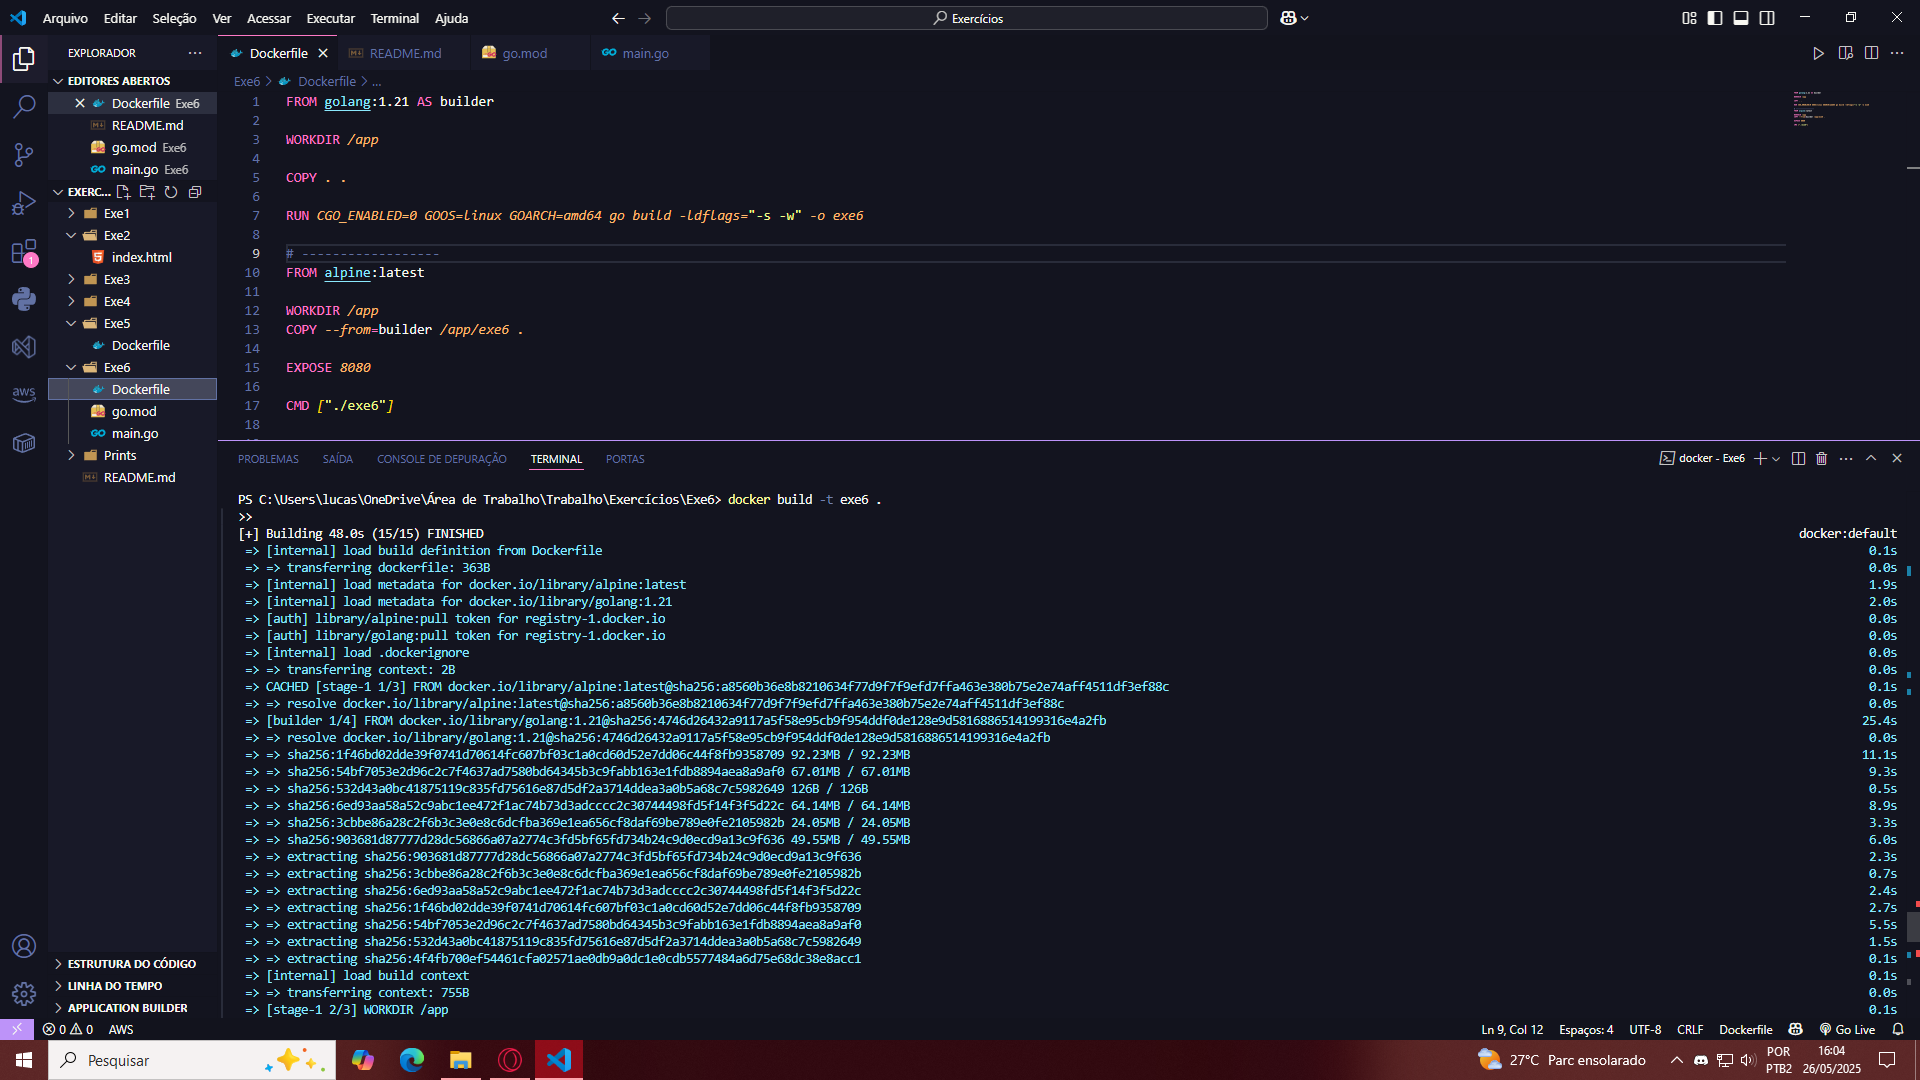 Arquivo Editar Seleção Ver Acessar Executar Terminal Ajuda
Exercícios
EXPLORADOR
EDITORES ABERTOS
Dockerfile Exe6
README.md
go.mod Exe6
main.go Exe6
EXERC...
Exe1
Exe2
index.html
Exe3
Exe4
Exe5
Dockerfile
Exe6
Dockerfile
go.mod
main.go
Prints
README.md
ESTRUTURA DO CÓDIGO
LINHA DO TEMPO
APPLICATION BUILDER
aws
1
Dockerfile README.md go.mod main.go
Exe6 > Dockerfile > ...
1 FROM golang:1.21 AS builder
2
3 WORKDIR /app
4
5 COPY . .
6
7 RUN CGO_ENABLED=0 GOOS=linux GOARCH=amd64 go build -ldflags="-s -w" -o exe6
8
9 # ------------------
10 FROM alpine:latest
11
12 WORKDIR /app
13 COPY --from=builder /app/exe6 .
14
15 EXPOSE 8080
16
17 CMD ["./exe6"]
18
PROBLEMAS SAÍDA CONSOLE DE DEPURAÇÃO TERMINAL PORTAS
docker - Exe6
PS C:\Users\lucas\OneDrive\Área de Trabalho\Trabalho\Exercícios\Exe6> docker build -t exe6 .
>>
[+] Building 48.0s (15/15) FINISHED docker:default
=> [internal] load build definition from Dockerfile 0.1s
=> => transferring dockerfile: 363B 0.0s
=> [internal] load metadata for docker.io/library/alpine:latest 1.9s
=> [internal] load metadata for docker.io/library/golang:1.21 2.0s
=> [auth] library/alpine:pull token for registry-1.docker.io 0.0s
=> [auth] library/golang:pull token for registry-1.docker.io 0.0s
=> [internal] load .dockerignore 0.0s
=> => transferring context: 2B 0.0s
=> CACHED [stage-1 1/3] FROM docker.io/library/alpine:latest@sha256:a8560b36e8b8210634f77d9f7f9efd7ffa463e380b75e2e74aff4511df3ef88c 0.1s
=> => resolve docker.io/library/alpine:latest@sha256:a8560b36e8b8210634f77d9f7f9efd7ffa463e380b75e2e74aff4511df3ef88c 0.0s
=> [builder 1/4] FROM docker.io/library/golang:1.21@sha256:4746d26432a9117a5f58e95cb9f954ddf0de128e9d5816886514199316e4a2fb 25.4s
=> => resolve docker.io/library/golang:1.21@sha256:4746d26432a9117a5f58e95cb9f954ddf0de128e9d5816886514199316e4a2fb 0.0s
=> => sha256:1f46bd02dde39f0741d70614fc607bf03c1a0cd60d52e7dd06c44f8fb9358709 92.23MB / 92.23MB 11.1s
=> => sha256:54bf7053e2d96c2c7f4637ad7580bd64345b3c9fabb163e1fdb8894aea8a9af0 67.01MB / 67.01MB 9.3s
=> => sha256:532d43a0bc41875119c835fd75616e87d5df2a3714ddea3a0b5a68c7c5982649 126B / 126B 0.5s
=> => sha256:6ed93aa58a52c9abc1ee472f1ac74b73d3adcccc2c30744498fd5f14f3f5d22c 64.14MB / 64.14MB 8.9s
=> => sha256:3cbbe86a28c2f6b3c3e0e8c6dcfba369e1ea656cf8daf69be789e0fe2105982b 24.05MB / 24.05MB 3.3s
=> => sha256:903681d87777d28dc56866a07a2774c3fd5bf65fd734b24c9d0ecd9a13c9f636 49.55MB / 49.55MB 6.0s
=> => extracting sha256:903681d87777d28dc56866a07a2774c3fd5bf65fd734b24c9d0ecd9a13c9f636 2.3s
=> => extracting sha256:3cbbe86a28c2f6b3c3e0e8c6dcfba369e1ea656cf8daf69be789e0fe2105982b 0.7s
=> => extracting sha256:6ed93aa58a52c9abc1ee472f1ac74b73d3adcccc2c30744498fd5f14f3f5d22c 2.4s
=> => extracting sha256:1f46bd02dde39f0741d70614fc607bf03c1a0cd60d52e7dd06c44f8fb9358709 2.7s
=> => extracting sha256:54bf7053e2d96c2c7f4637ad7580bd64345b3c9fabb163e1fdb8894aea8a9af0 5.5s
=> => extracting sha256:532d43a0bc41875119c835fd75616e87d5df2a3714ddea3a0b5a68c7c5982649 1.5s
=> => extracting sha256:4f4fb700ef54461cfa02571ae0db9a0dc1e0cdb5577484a6d75e68dc38e8acc1 0.1s
=> [internal] load build context 0.1s
=> => transferring context: 755B 0.0s
=> [stage-1 2/3] WORKDIR /app 0.1s
0 0 AWS Ln 9, Col 12 Espaços: 4 UTF-8 CRLF Dockerfile Go Live
Pesquisar
27°C Parc ensolarado
POR
PTB2
16:04
26/05/2025